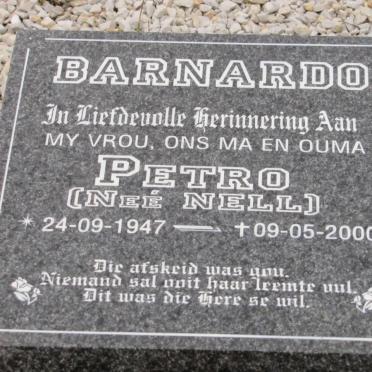 BARNARDO
In Liefdevolle Herinnering Aan
MY VROU, ONS MA EN OUMA
PETRO
(NEÉ NELL)
* 24-09-1947 — ✝ 09-05-2000
Die afskeid was gou.
Niemand sal ooit haar leemte vul.
Dit was die Here se wil.